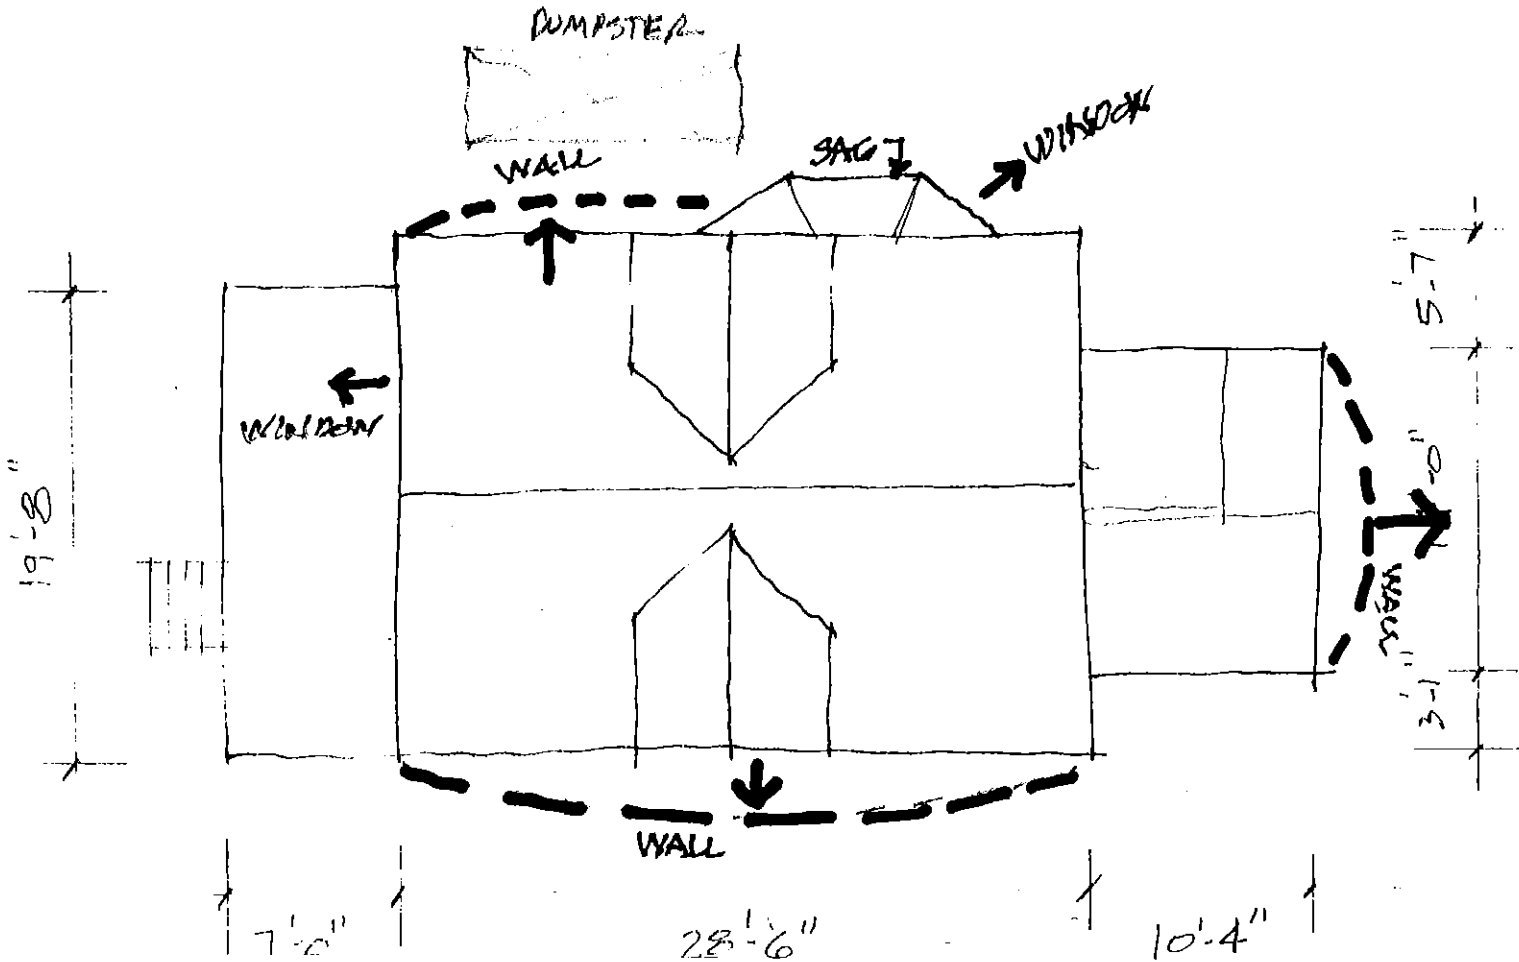 DUMPSTER
WALL
SAG
WINDOW
5'-7"
WINDOW
19'-8"
WALL
3'-1"
WALL
28'-6"
10'-4"